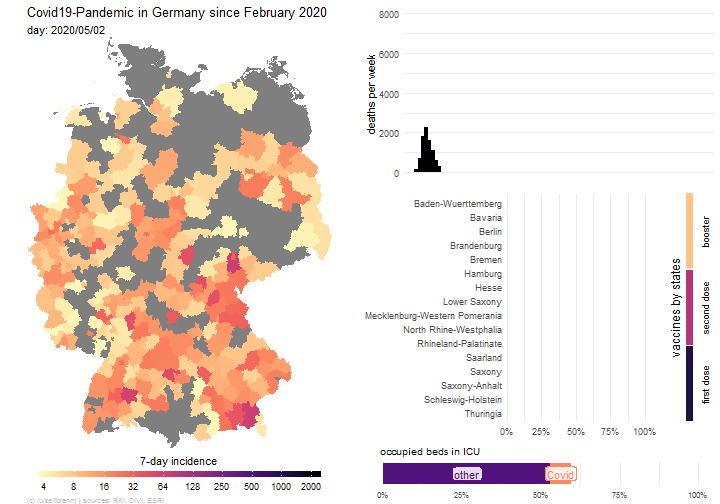 Covid19-Pandemic in Germany since February 2020
day: 2020/05/02
deaths per week
8000
6000
4000
2000
0
Baden-Wuerttemberg
Bavaria
Berlin
Brandenburg
Bremen
Hamburg
Hesse
Lower Saxony
Mecklenburg-Western Pomerania
North Rhine-Westphalia
Rhineland-Palatinate
Saarland
Saxony
Saxony-Anhalt
Schleswig-Holstein
Thuringia
0% 25% 50% 75% 100%
vaccines by states
booster
second dose
first dose
7-day incidence
4 8 16 32 64 128 250 500 1000 2000
occupied beds in ICU
other Covid
0% 25% 50% 75% 100%
(c) /u/zeitbrennt | sources: RKI, DIVI, ESRI